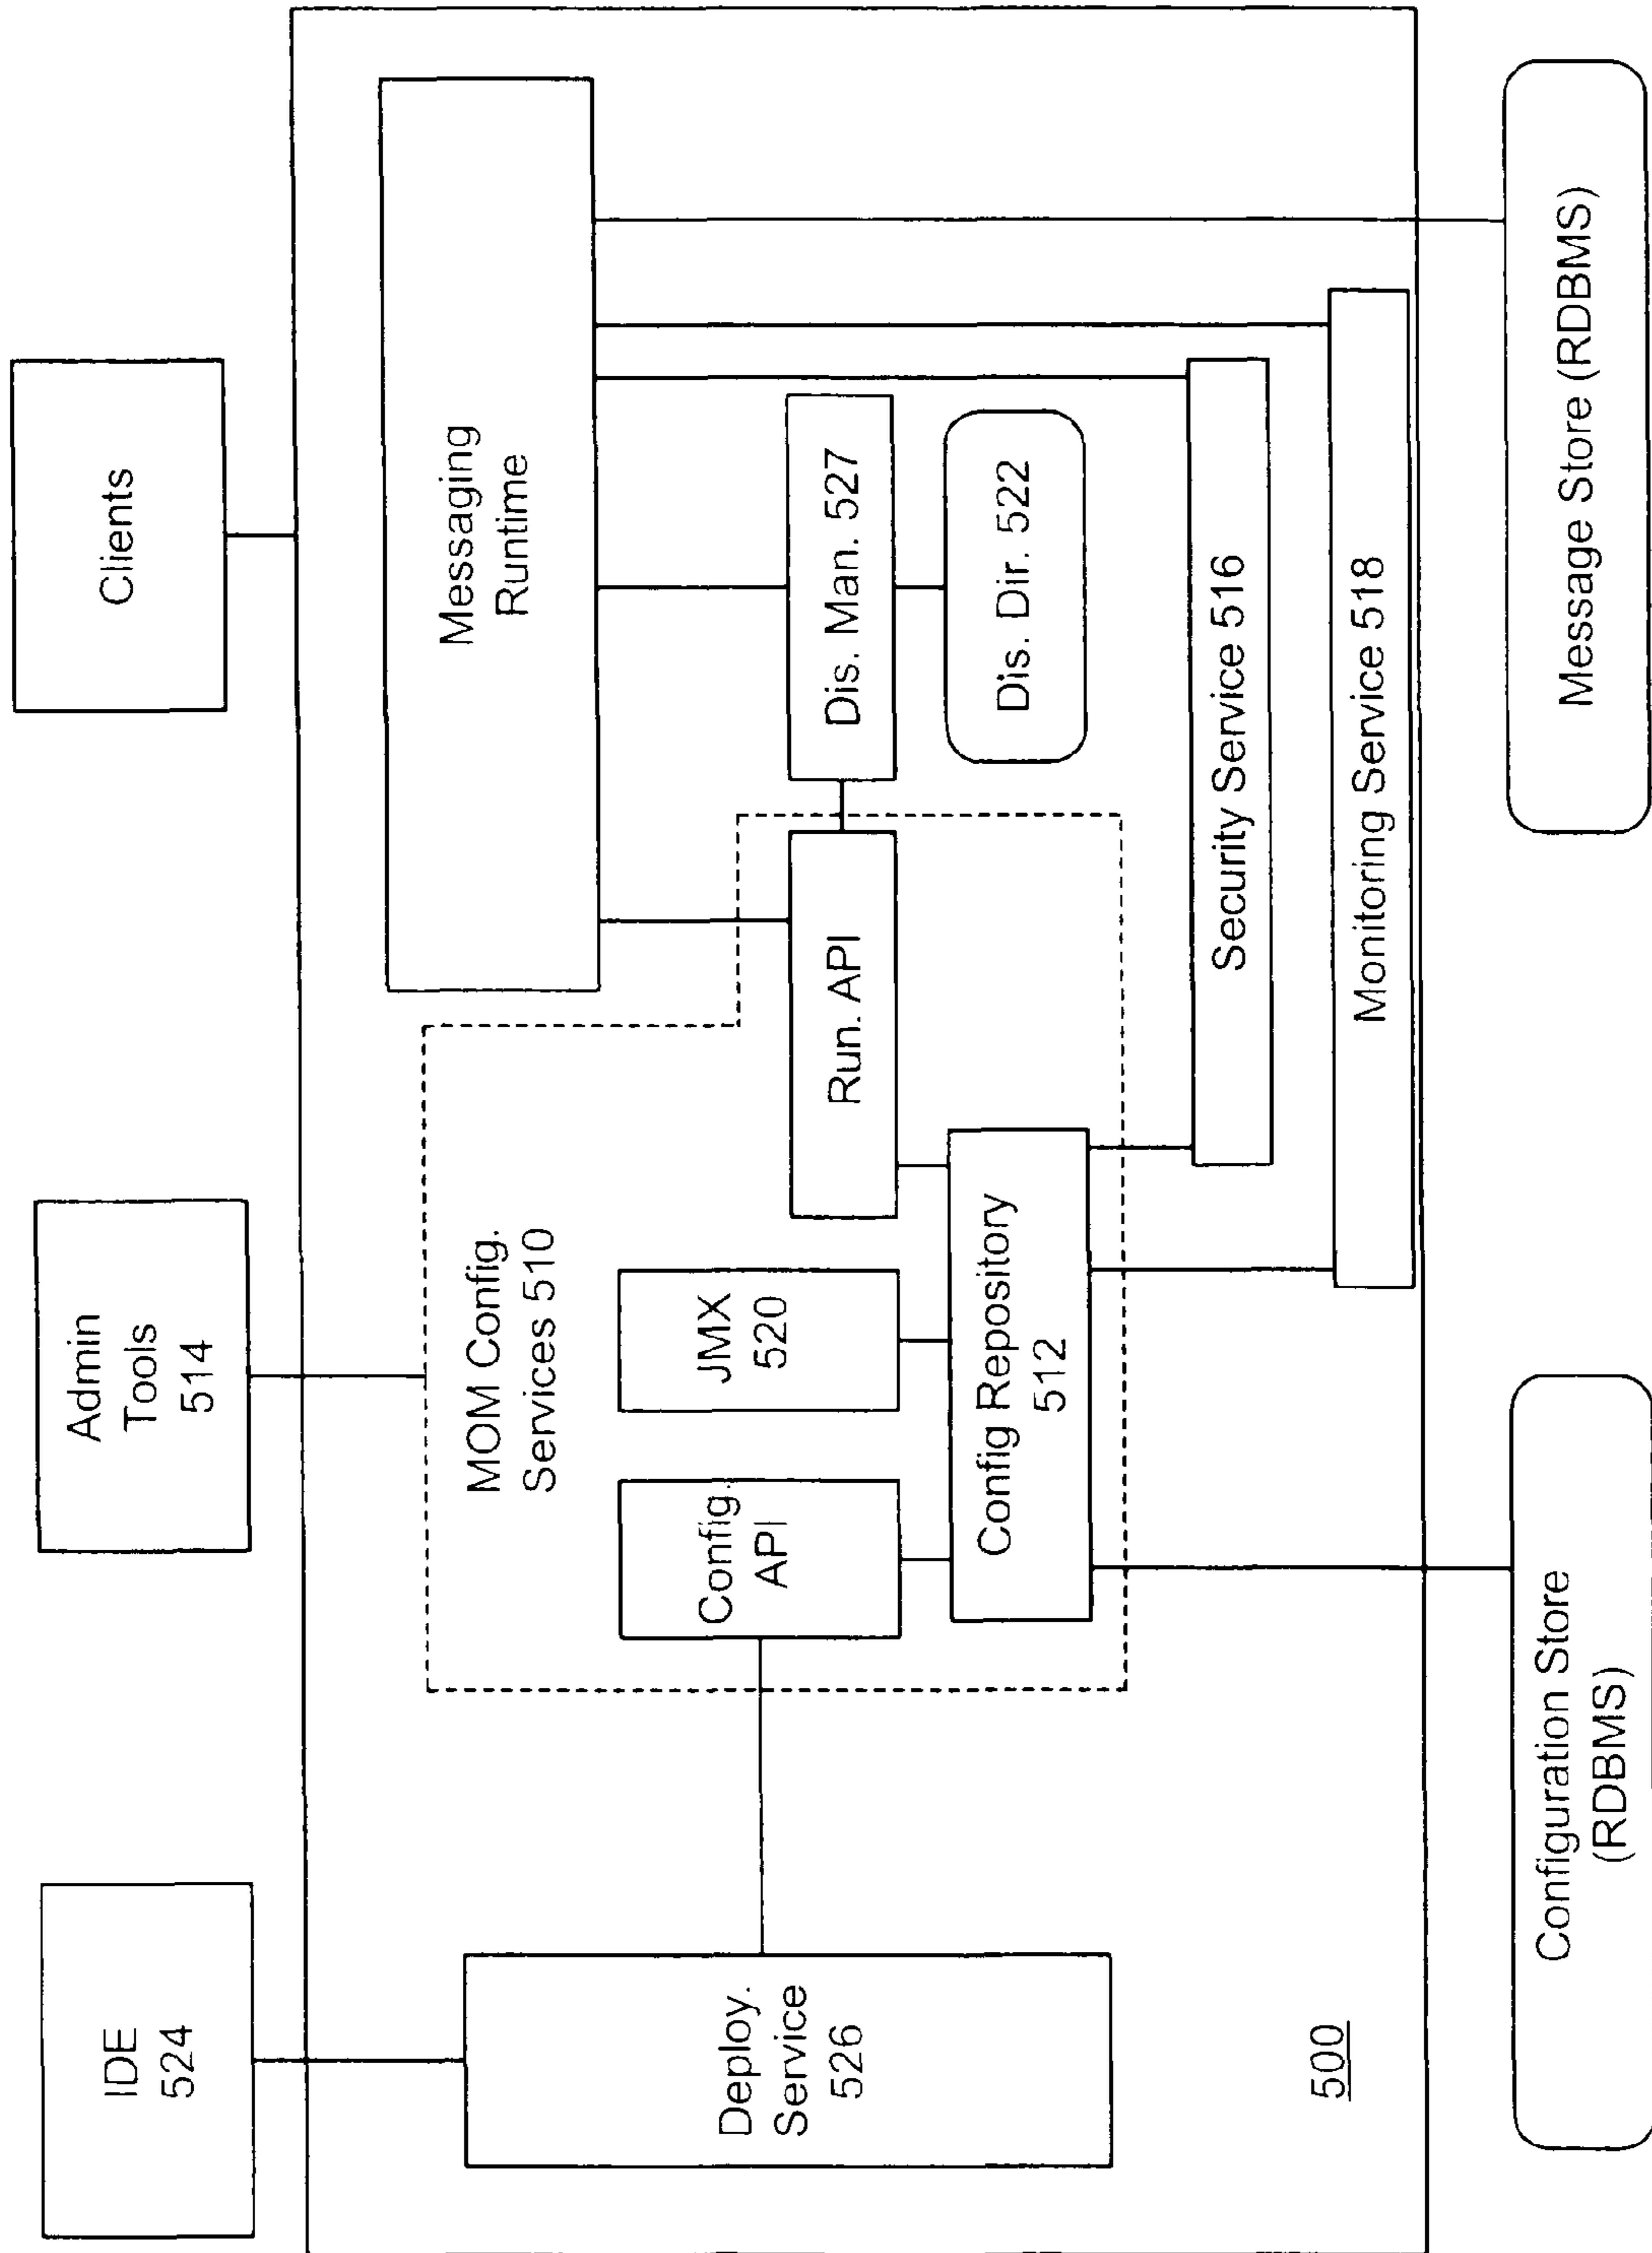 IDE
524
Admin
Tools
514
Clients
Deploy.
Service
526
MOM Config.
Services 510
Messaging
Runtime
Config.
API
JMX
520
Run. API
Dis. Man. 527
Config Repository
512
Dis. Dir. 522
Security Service 516
Monitoring Service 518
500
Configuration Store
(RDBMS)
Message Store (RDBMS)